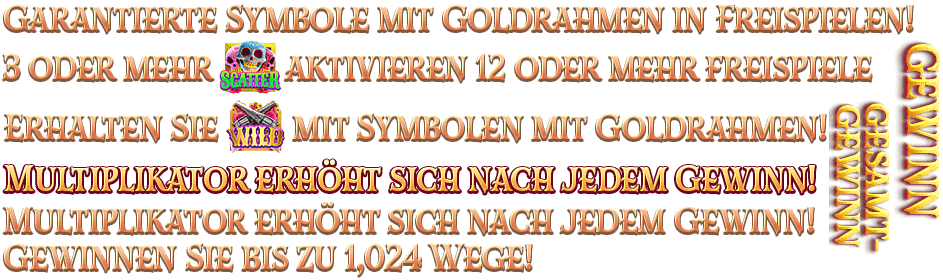 Garantierte Symbole mit Goldrahmen in Freispielen!
3 oder mehr SCATTER aktivieren 12 oder mehr Freispiele
Erhalten Sie WILD mit Symbolen mit Goldrahmen!
Multiplikator erhöht sich nach jedem Gewinn!
Multiplikator erhöht sich nach jedem Gewinn!
Gewinnen Sie bis zu 1,024 Wege!
Gewinn
Gesamt-
Gewinn